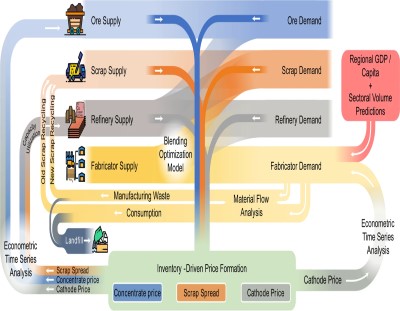 Ore Supply
Ore Demand
Scrap Supply
Scrap Demand
Regional GDP /
Capita
+
Sectoral Volume
Predictions
Refinery Supply
Refinery Demand
Old Scrap Recycling
New Scrap Recycling
Capacity
Utilization
Blending
Optimization
Model
Fabricator Supply
Fabricator Demand
Manufacturing Waste
Consumption
Material Flow
Analysis
Landfill
Econometric
Time Series
Analysis
Econometric
Time Series
Analysis
Scrap Spread
Concentrate price
Cathode Price
Inventory -Driven Price Formation
Concentrate price
Scrap Spread
Cathode Price
Cathode Price